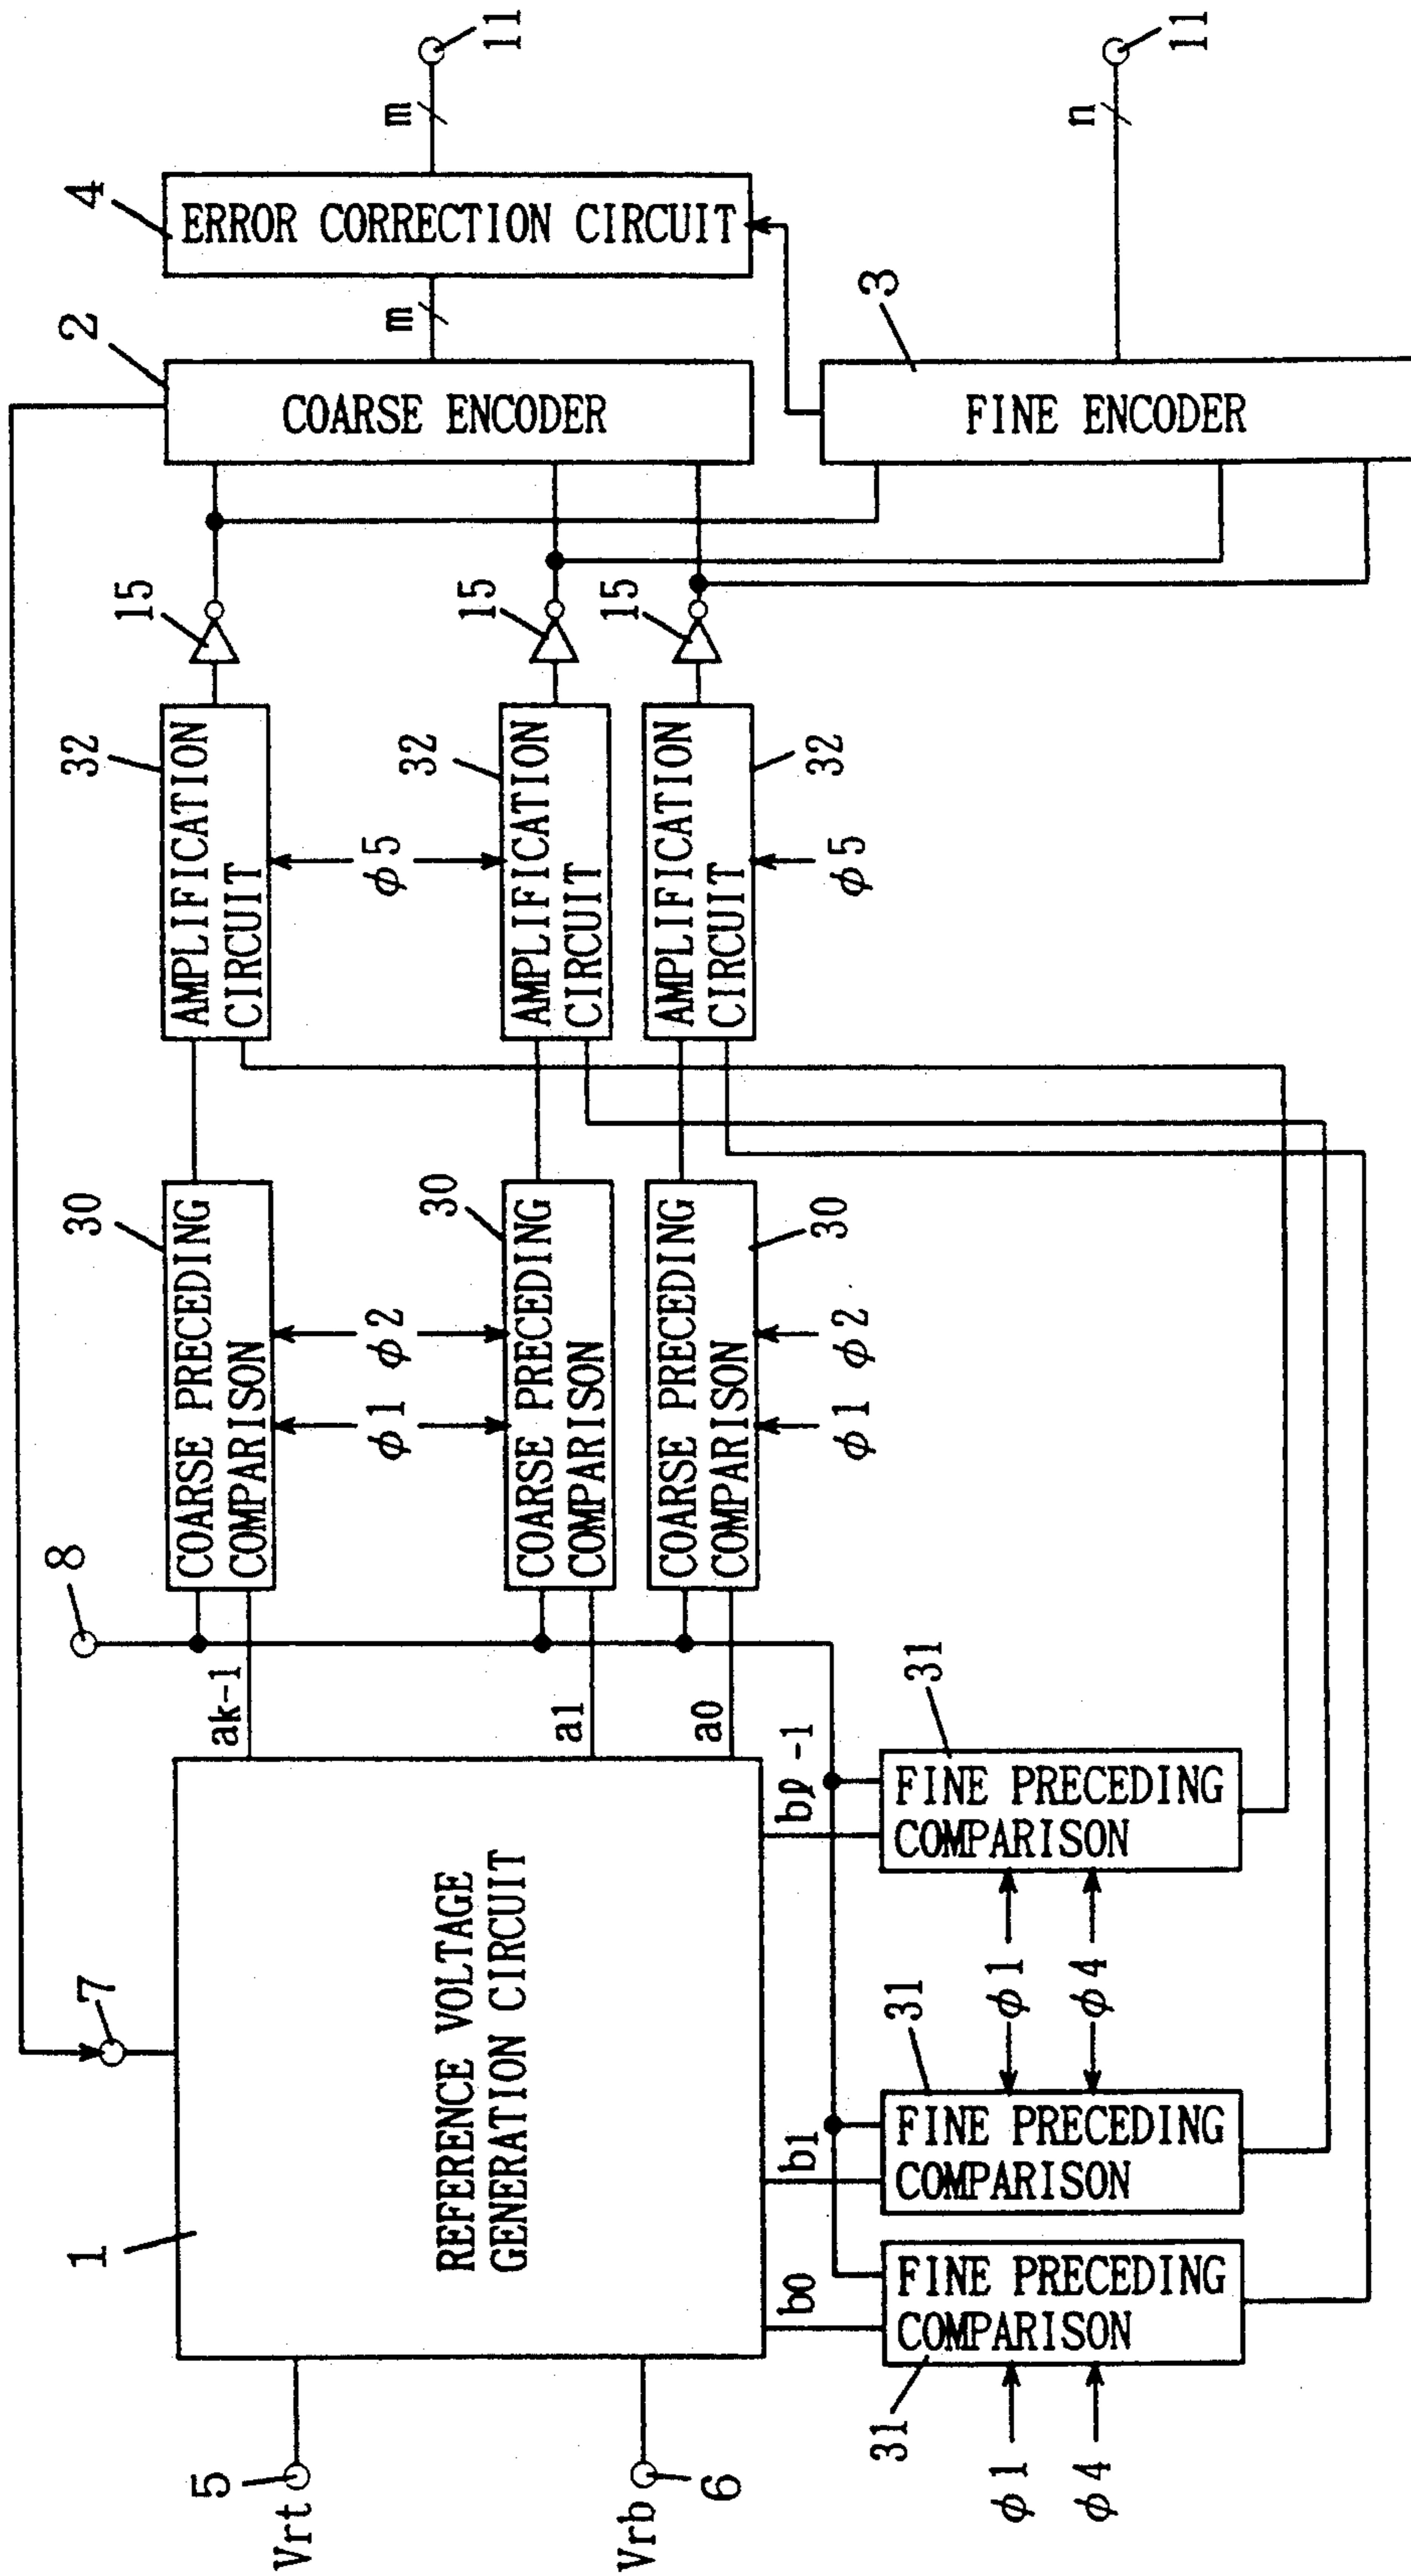 Vrt
5
Vrb
6
1
REFERENCE VOLTAGE
GENERATION CIRCUIT
7
8
ak-1
a1
a0
b0
b1
bℓ-1
30
COARSE PRECEDING
COMPARISON
φ1
φ2
30
COARSE PRECEDING
COMPARISON
30
COARSE PRECEDING
COMPARISON
φ1
φ2
31
FINE PRECEDING
COMPARISON
φ1
φ4
31
FINE PRECEDING
COMPARISON
φ1
φ4
31
FINE PRECEDING
COMPARISON
32
AMPLIFICATION
CIRCUIT
φ5
32
AMPLIFICATION
CIRCUIT
32
AMPLIFICATION
CIRCUIT
φ5
15
15
15
2
COARSE ENCODER
m
4
ERROR CORRECTION CIRCUIT
m
11
3
FINE ENCODER
n
11